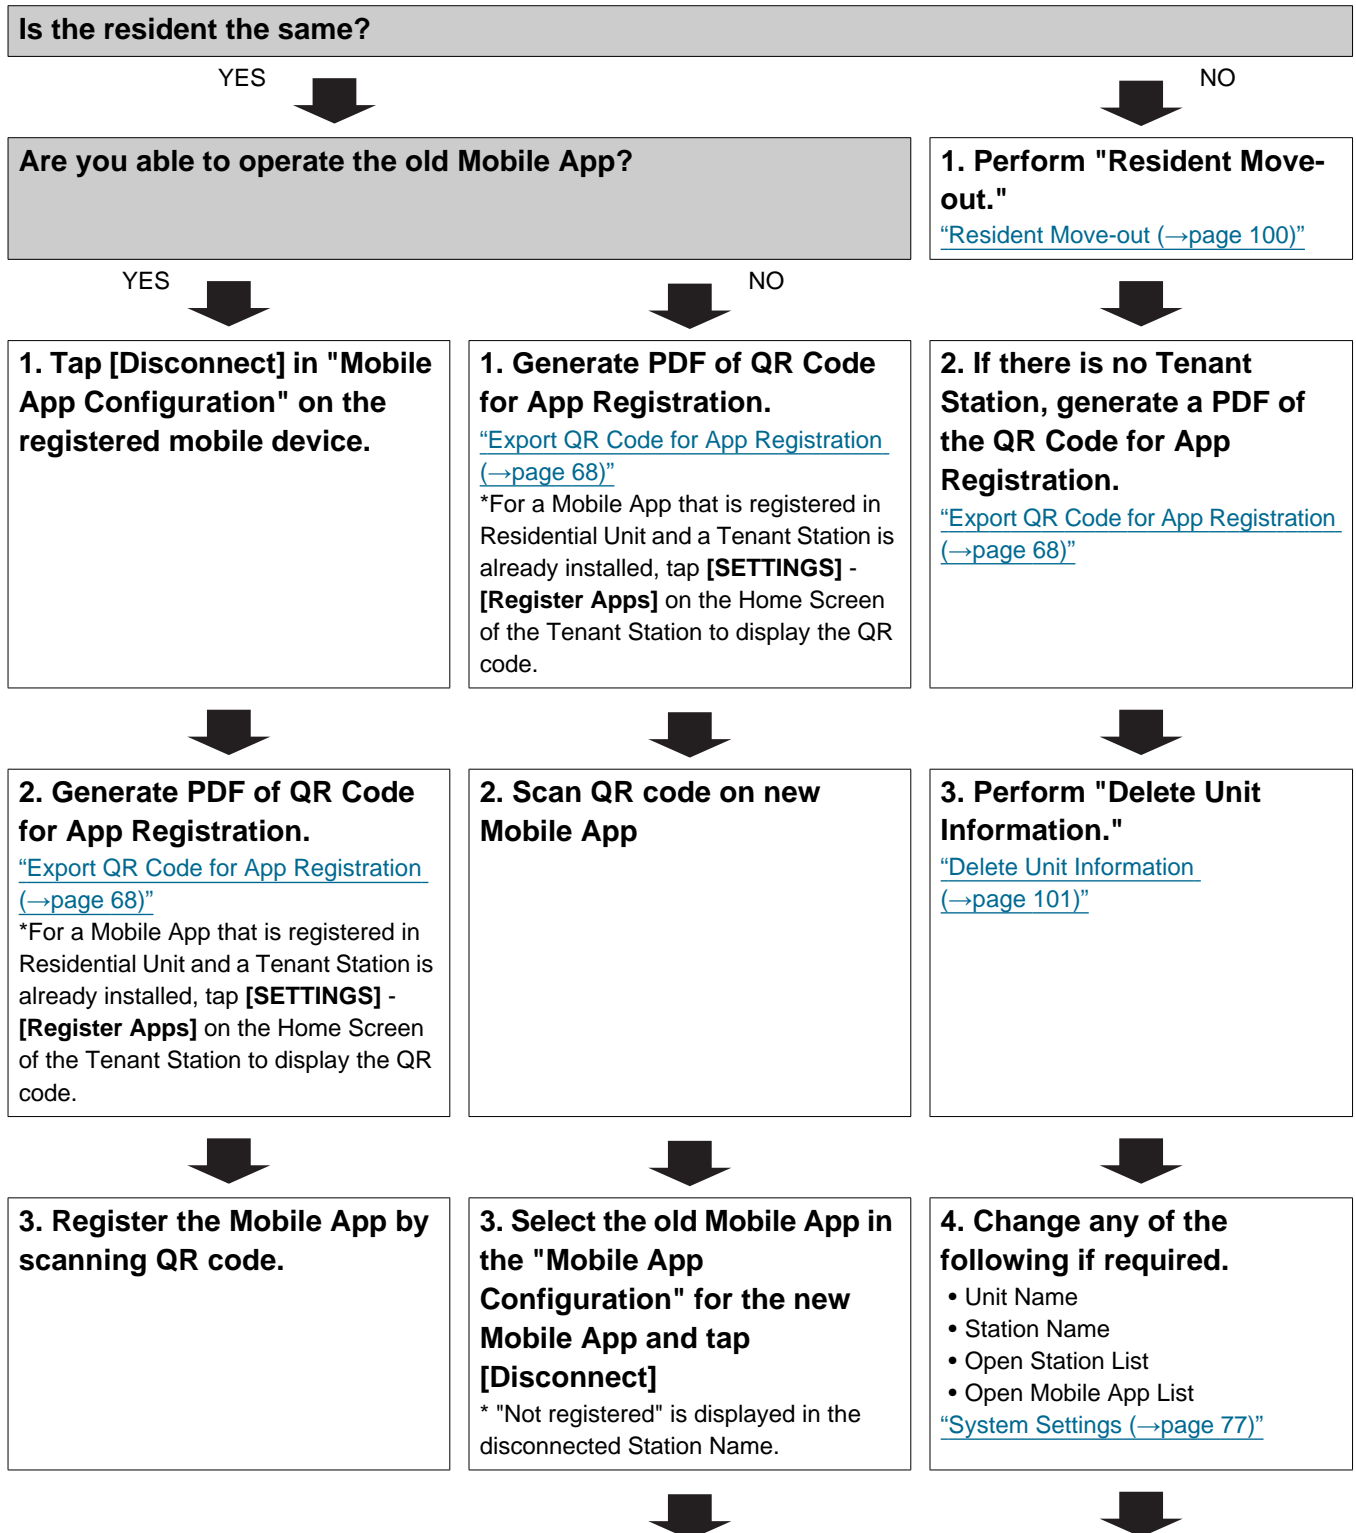 Is the resident the same?
YES
NO
Are you able to operate the old Mobile App?
1. Perform "Resident Move-
out."
“Resident Move-out (→page 100)”
YES
NO
1. Tap [Disconnect] in "Mobile
App Configuration" on the
registered mobile device.
1. Generate PDF of QR Code
for App Registration.
“Export QR Code for App Registration
(→page 68)”
*For a Mobile App that is registered in
Residential Unit and a Tenant Station is
already installed, tap [SETTINGS] -
[Register Apps] on the Home Screen
of the Tenant Station to display the QR
code.
2. If there is no Tenant
Station, generate a PDF of
the QR Code for App
Registration.
“Export QR Code for App Registration
(→page 68)”
2. Generate PDF of QR Code
for App Registration.
“Export QR Code for App Registration
(→page 68)”
*For a Mobile App that is registered in
Residential Unit and a Tenant Station is
already installed, tap [SETTINGS] -
[Register Apps] on the Home Screen
of the Tenant Station to display the QR
code.
2. Scan QR code on new
Mobile App
3. Perform "Delete Unit
Information."
“Delete Unit Information
(→page 101)”
3. Register the Mobile App by
scanning QR code.
3. Select the old Mobile App in
the "Mobile App
Configuration" for the new
Mobile App and tap
[Disconnect]
* "Not registered" is displayed in the
disconnected Station Name.
4. Change any of the
following if required.
• Unit Name
• Station Name
• Open Station List
• Open Mobile App List
“System Settings (→page 77)”